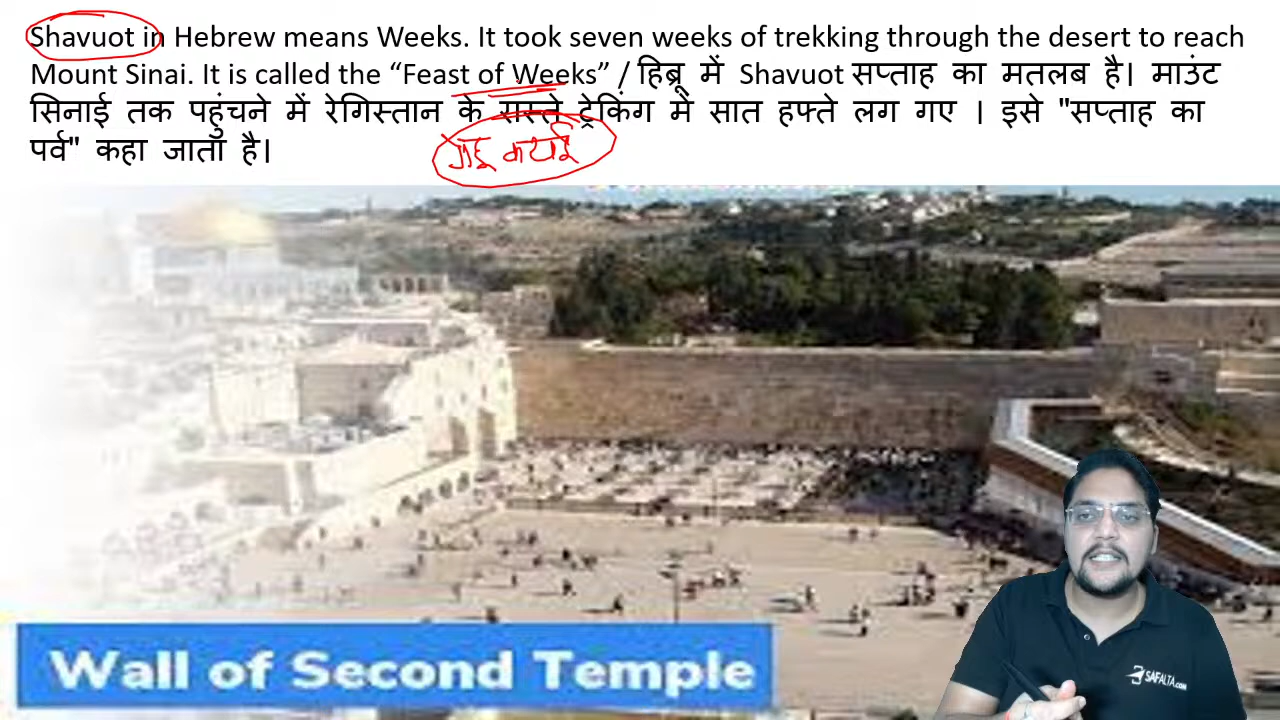 Shavuot in Hebrew means Weeks. It took seven weeks of trekking through the desert to reach
Mount Sinai. It is called the “Feast of Weeks” / हिब्रू में Shavuot सप्ताह का मतलब है। माउंट
सिनाई तक पहुंचने में रेगिस्तान के रास्ते ट्रेकिंग में सात हफ्ते लग गए । इसे "सप्ताह का
पर्व" कहा जाता है।
Wall of Second Temple
SAFALTA.com